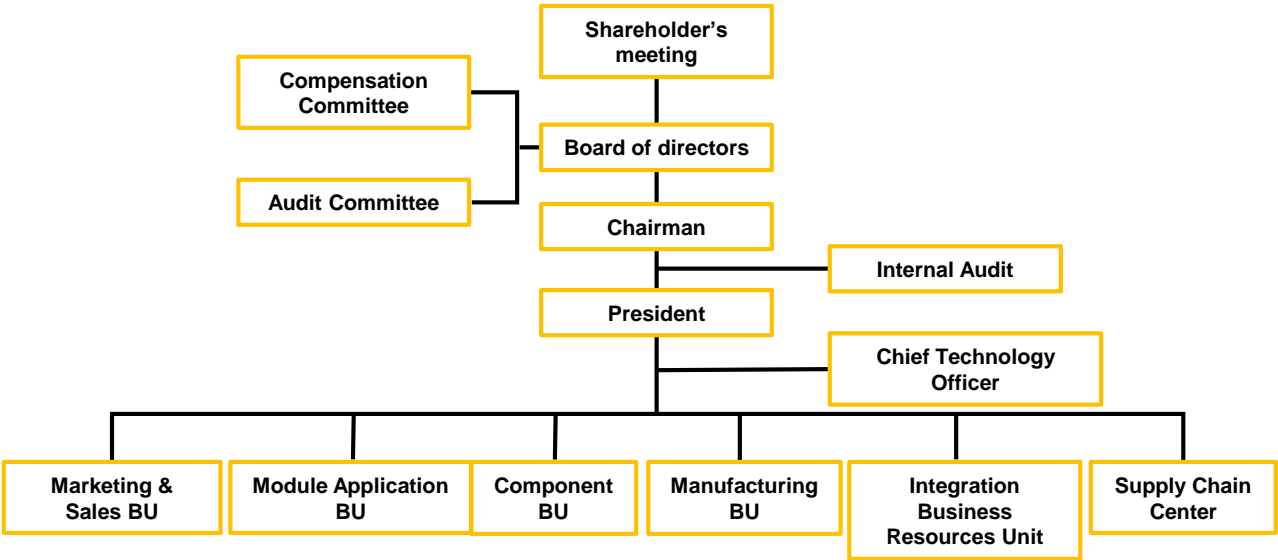 Shareholder’s
meeting
Compensation
Committee
Board of directors
Audit Committee
Chairman
Internal Audit
President
Chief Technology
Officer
Marketing &
Sales BU
Module Application
BU
Component
BU
Manufacturing
BU
Integration
Business
Resources Unit
Supply Chain
Center